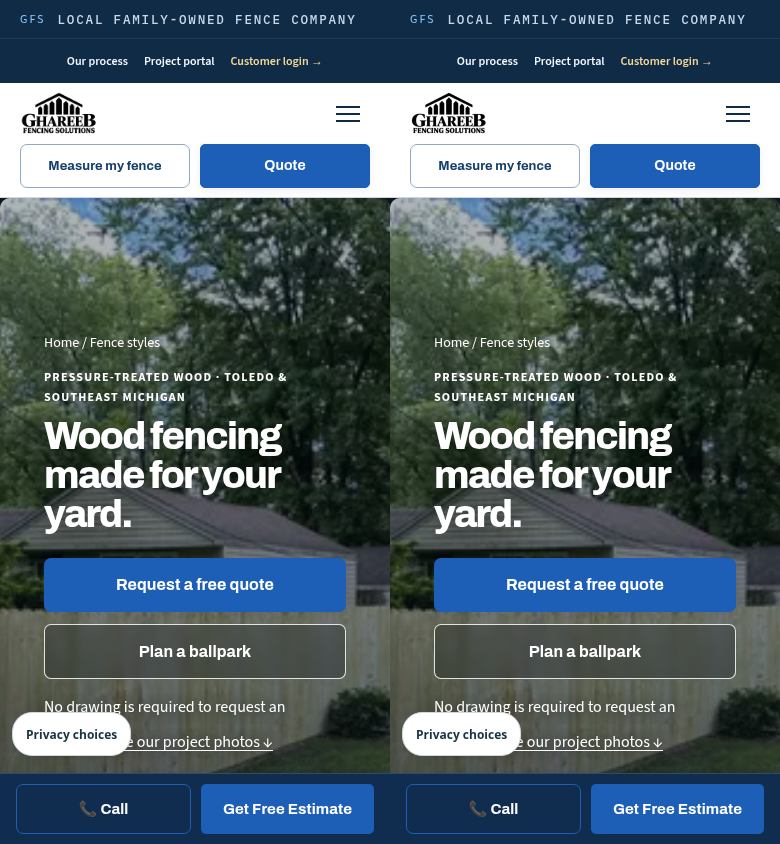 GFS LOCAL FAMILY-OWNED FENCE COMPANY
Our process Project portal Customer login →
GHAREEB
FENCING SOLUTIONS
Measure my fence Quote
Home / Fence styles
PRESSURE-TREATED WOOD · TOLEDO &
SOUTHEAST MICHIGAN
Wood fencing
made for your
yard.
Request a free quote
Plan a ballpark
No drawing is required to request an
Privacy choices
our project photos ↓
📞 Call Get Free Estimate
GFS LOCAL FAMILY-OWNED FENCE COMPANY
Our process Project portal Customer login →
GHAREEB
FENCING SOLUTIONS
Measure my fence Quote
Home / Fence styles
PRESSURE-TREATED WOOD · TOLEDO &
SOUTHEAST MICHIGAN
Wood fencing
made for your
yard.
Request a free quote
Plan a ballpark
No drawing is required to request an
Privacy choices
our project photos ↓
📞 Call Get Free Estimate